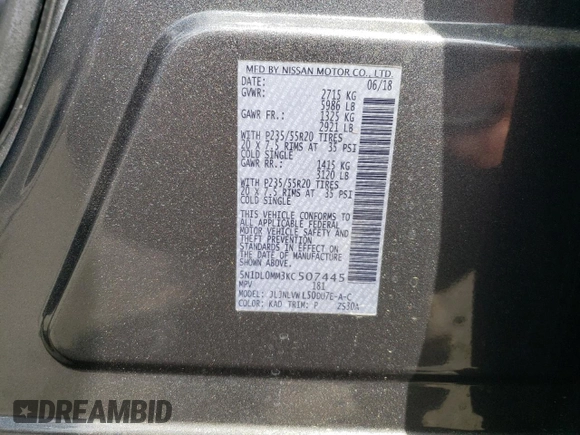 MFD BY NISSAN MOTOR CO., LTD.
DATE: 06/18
GVWR: 2715 KG
5986 LB
GAWR FR.: 1325 KG
2921 LB
WITH P235/55R20 TIRES
20 X 7.5 RIMS AT 35 PSI
COLD SINGLE
GAWR RR.: 1415 KG
3120 LB
WITH P235/55R20 TIRES
20 X 7.5 RIMS AT 35 PSI
COLD SINGLE
THIS VEHICLE CONFORMS TO
ALL APPLICABLE FEDERAL
MOTOR VEHICLE SAFETY AND
THEFT PREVENTION
STANDARDS IN EFFECT ON
THE DATE OF MANUFACTURE
SHOWN ABOVE.
5N1DL0MM3KC507445
MPV 181
MODEL: JLJNLVWL50DU7E-A-C
COLOR: KAD TRIM: P 2S30A
DREAMBID